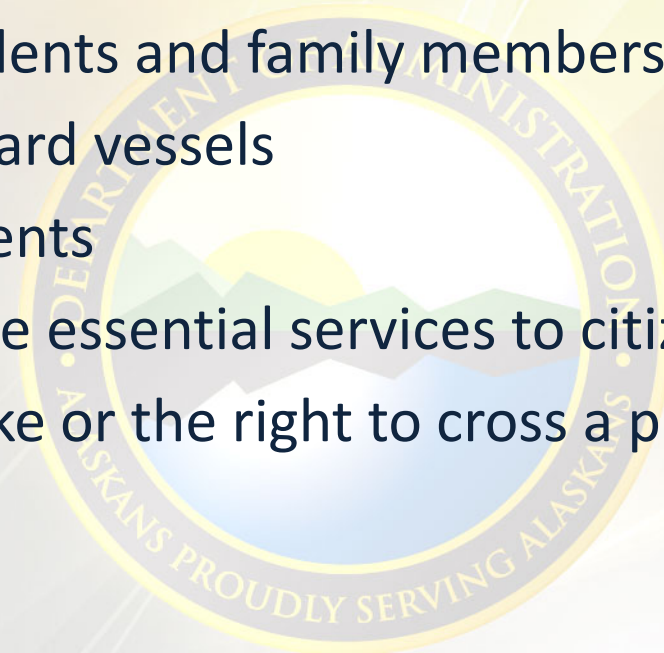 dents and family members
ard vessels
ents
e essential services to citiz
ke or the right to cross a p
DEPARTMENT OF ADMINISTRATION
ALASKANS PROUDLY SERVING ALASKANS